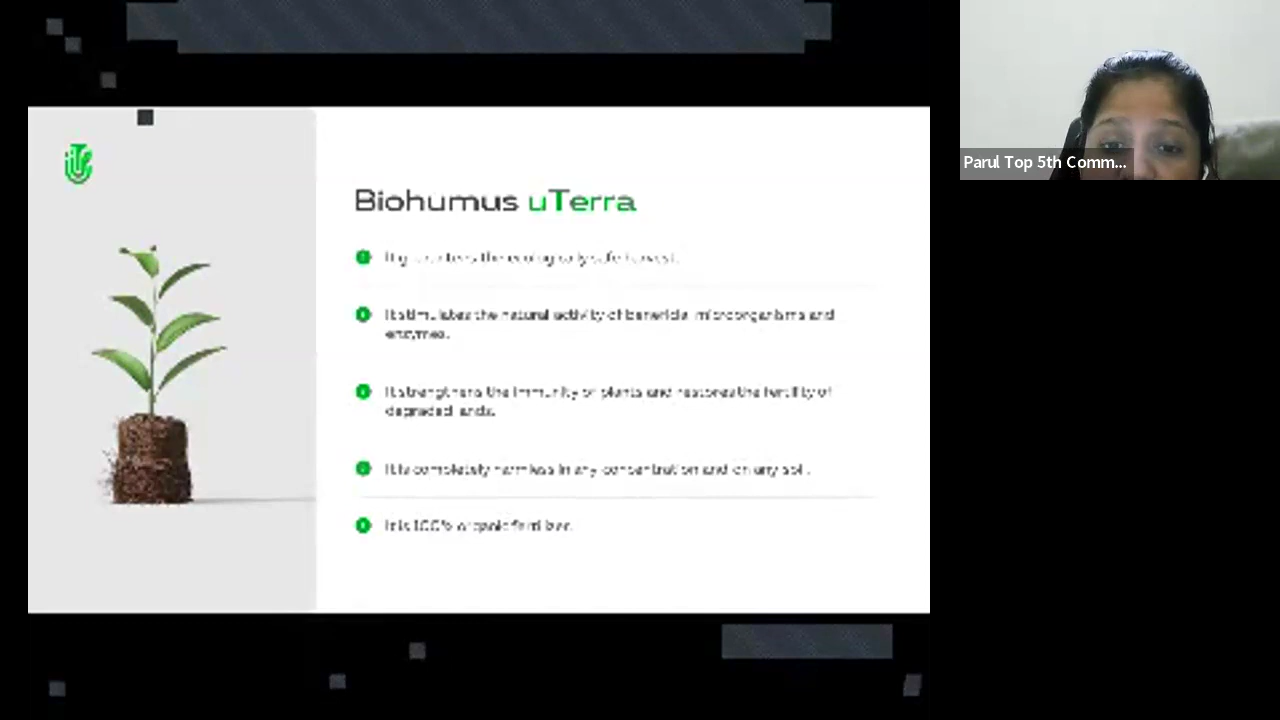 Biohumus uTerra
It guarantees the ecologically safe harvest.
It stimulates the natural activity of beneficial microorganisms and
enzymes.
It strengthens the immunity of plants and restores the fertility of
degraded lands.
It is completely harmless in any concentration and on any soil.
It is 100% organic fertilizer.
Parul Top 5th Comm...